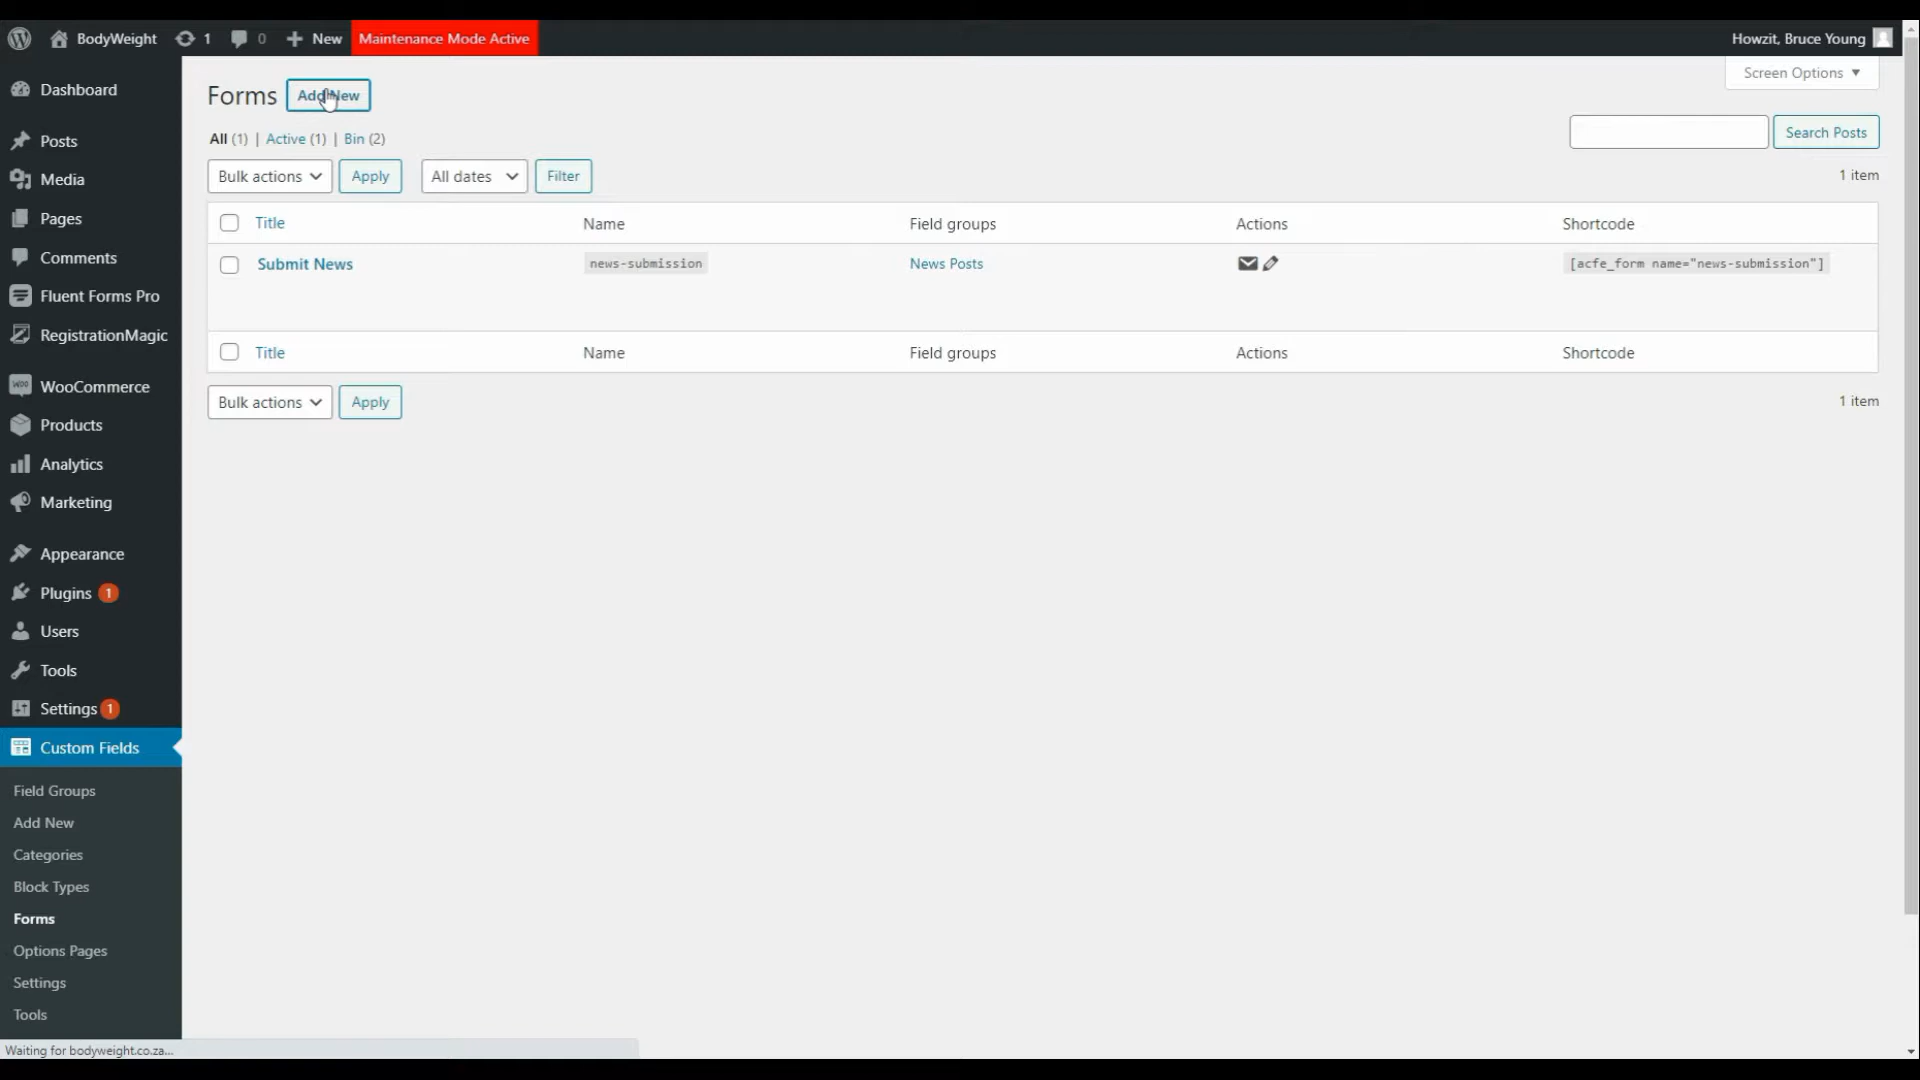 BodyWeight 1 0 New Maintenance Mode Active Howzit, Bruce Young
Screen Options
Forms Add New
All (1) | Active (1) | Bin (2)
Search Posts
Bulk actions Apply All dates Filter 1 item
Title Name Field groups Actions Shortcode
Submit News news-submission News Posts [acfe_form name="news-submission"]
Title Name Field groups Actions Shortcode
Bulk actions Apply 1 item
Dashboard
Posts
Media
Pages
Comments
Fluent Forms Pro
RegistrationMagic
WooCommerce
Products
Analytics
Marketing
Appearance
Plugins 1
Users
Tools
Settings 1
Custom Fields
Field Groups
Add New
Categories
Block Types
Forms
Options Pages
Settings
Tools
Waiting for bodyweight.co.za...